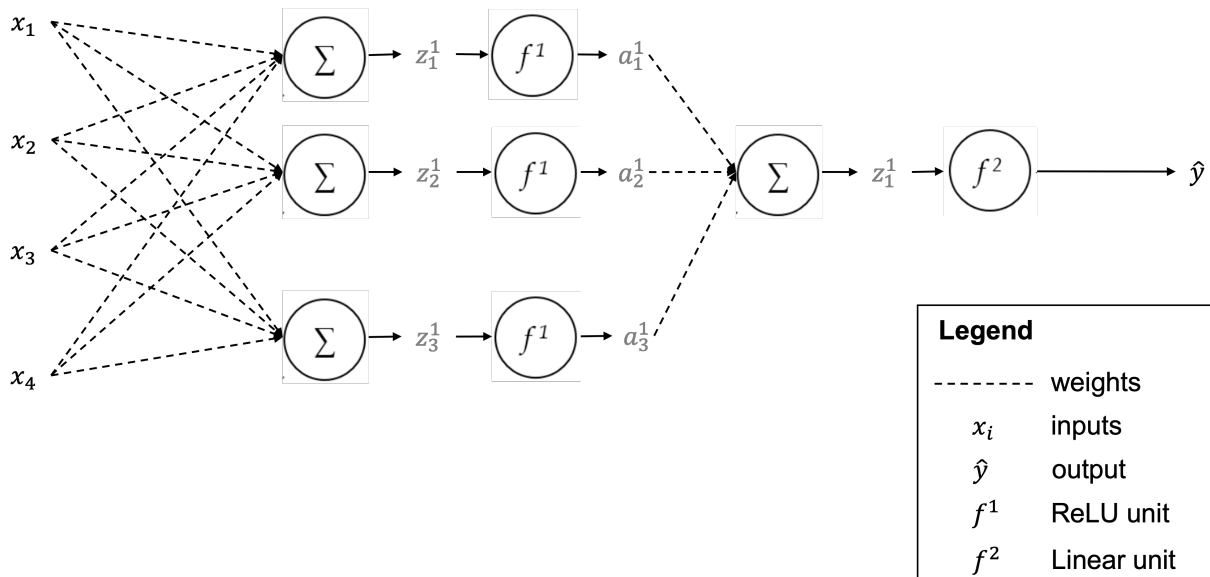 x₁
∑ z₁¹ f¹ a₁¹
x₂
∑ z₂¹ f¹ a₂¹ ∑ z₁¹ f² ŷ
x₃
∑ z₃¹ f¹ a₃¹
x₄
Legend
weights
xᵢ inputs
ŷ output
f¹ ReLU unit
f² Linear unit